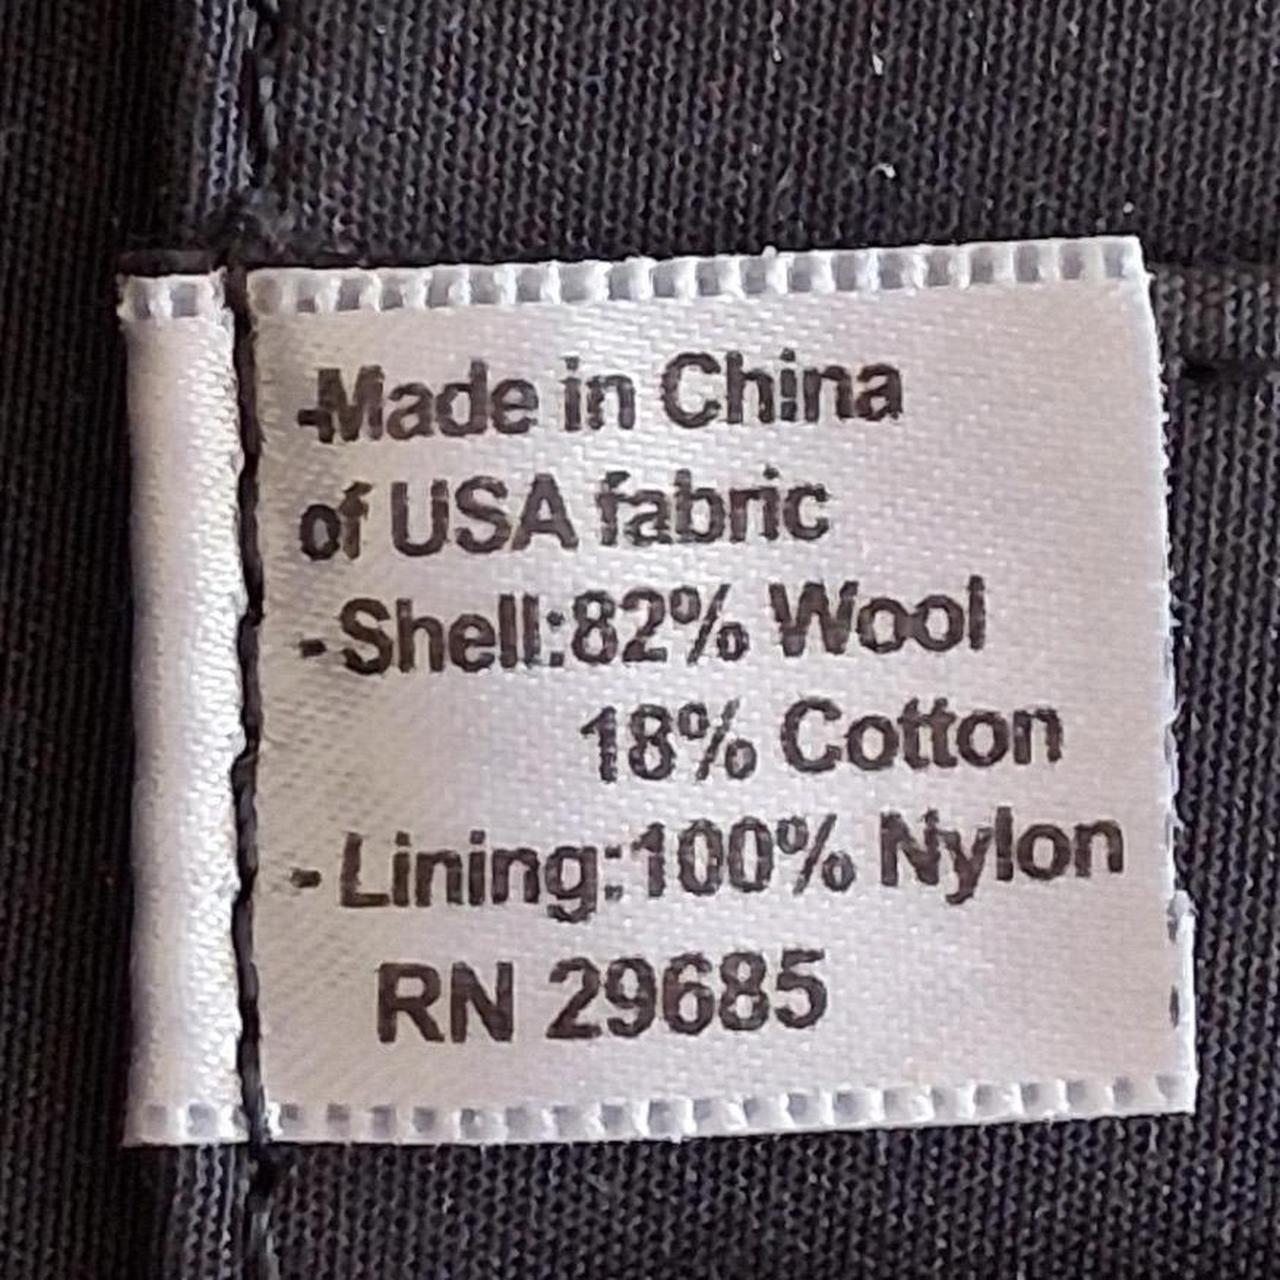 -Made in China
of USA fabric
- Shell:82% Wool
18% Cotton
- Lining:100% Nylon
RN 29685